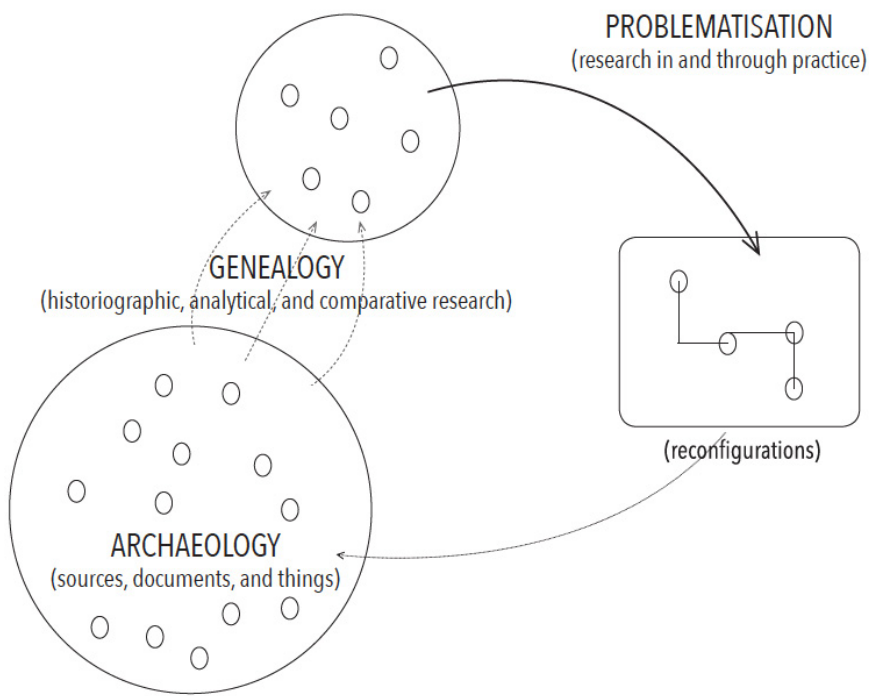 PROBLEMATISATION
(research in and through practice)
GENEALOGY
(historiographic, analytical, and comparative research)
(reconfigurations)
ARCHAEOLOGY
(sources, documents, and things)